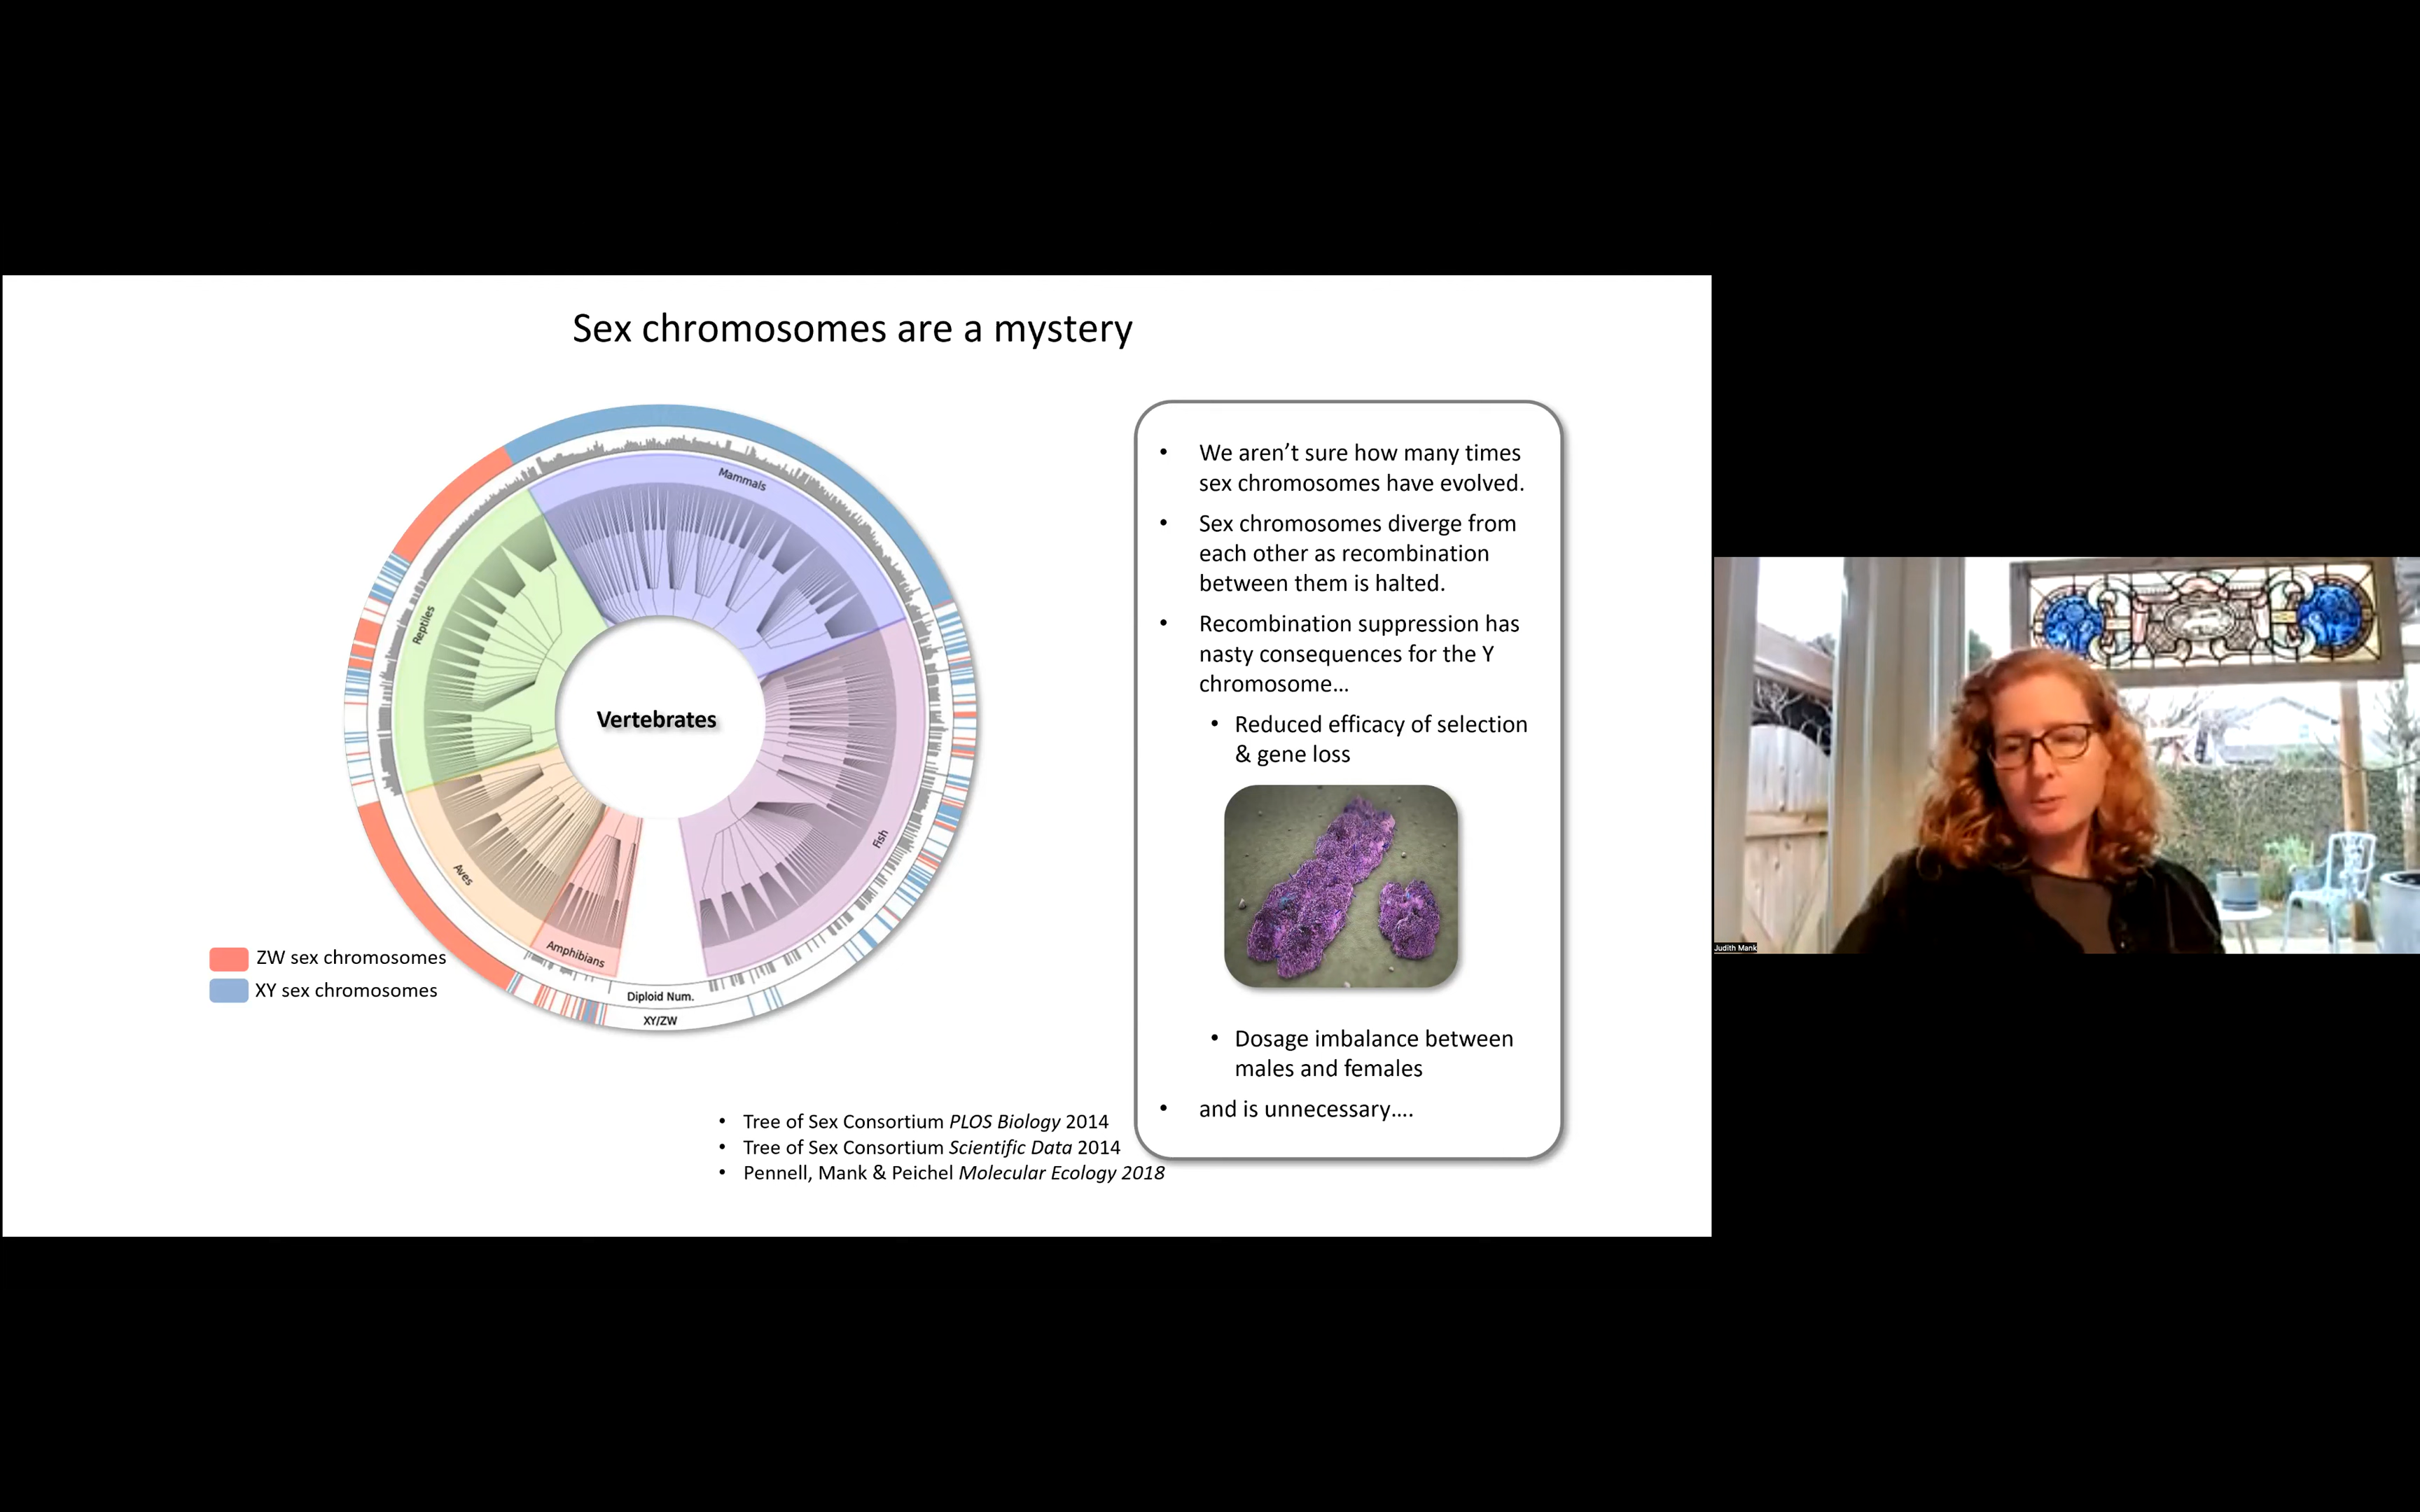 Sex chromosomes are a mystery
Mammals
Reptiles
Vertebrates
Fish
Aves
Amphibians
Diploid Num.
XY/ZW
ZW sex chromosomes
XY sex chromosomes
• Tree of Sex Consortium PLOS Biology 2014
• Tree of Sex Consortium Scientific Data 2014
• Pennell, Mank & Peichel Molecular Ecology 2018
• We aren’t sure how many times
sex chromosomes have evolved.
• Sex chromosomes diverge from
each other as recombination
between them is halted.
• Recombination suppression has
nasty consequences for the Y
chromosome…
• Reduced efficacy of selection
& gene loss
• Dosage imbalance between
males and females
• and is unnecessary….
Judith Mank